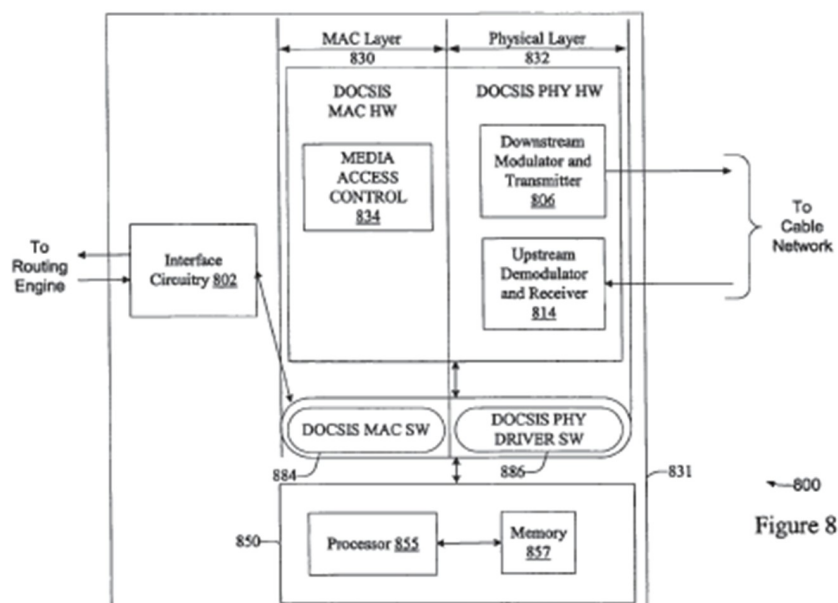 MAC Layer
830
Physical Layer
832
DOCSIS
MAC HW
DOCSIS PHY HW
MEDIA
ACCESS
CONTROL
834
Downstream
Modulator and
Transmitter
806
Upstream
Demodulator
and Receiver
814
To
Routing
Engine
Interface
Circuitry 802
To
Cable
Network
DOCSIS MAC SW
DOCSIS PHY
DRIVER SW
884
886
831
800
Figure 8
850
Processor 855
Memory
857